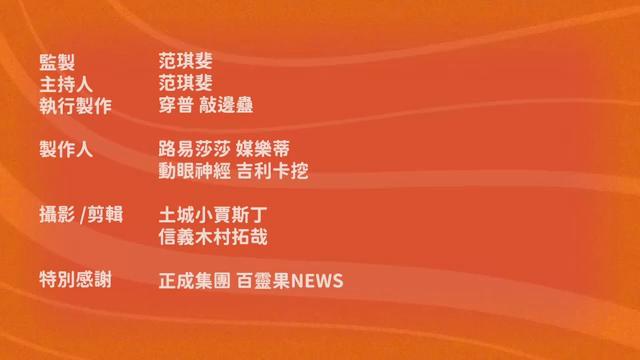 監製 范琪斐
主持人 范琪斐
執行製作 穿普 敲邊蠱
製作人 路易莎莎 媒樂蒂
動眼神經 吉利卡挖
攝影 /剪輯 土城小賈斯丁
信義木村拓哉
特別感謝 正成集團 百靈果NEWS